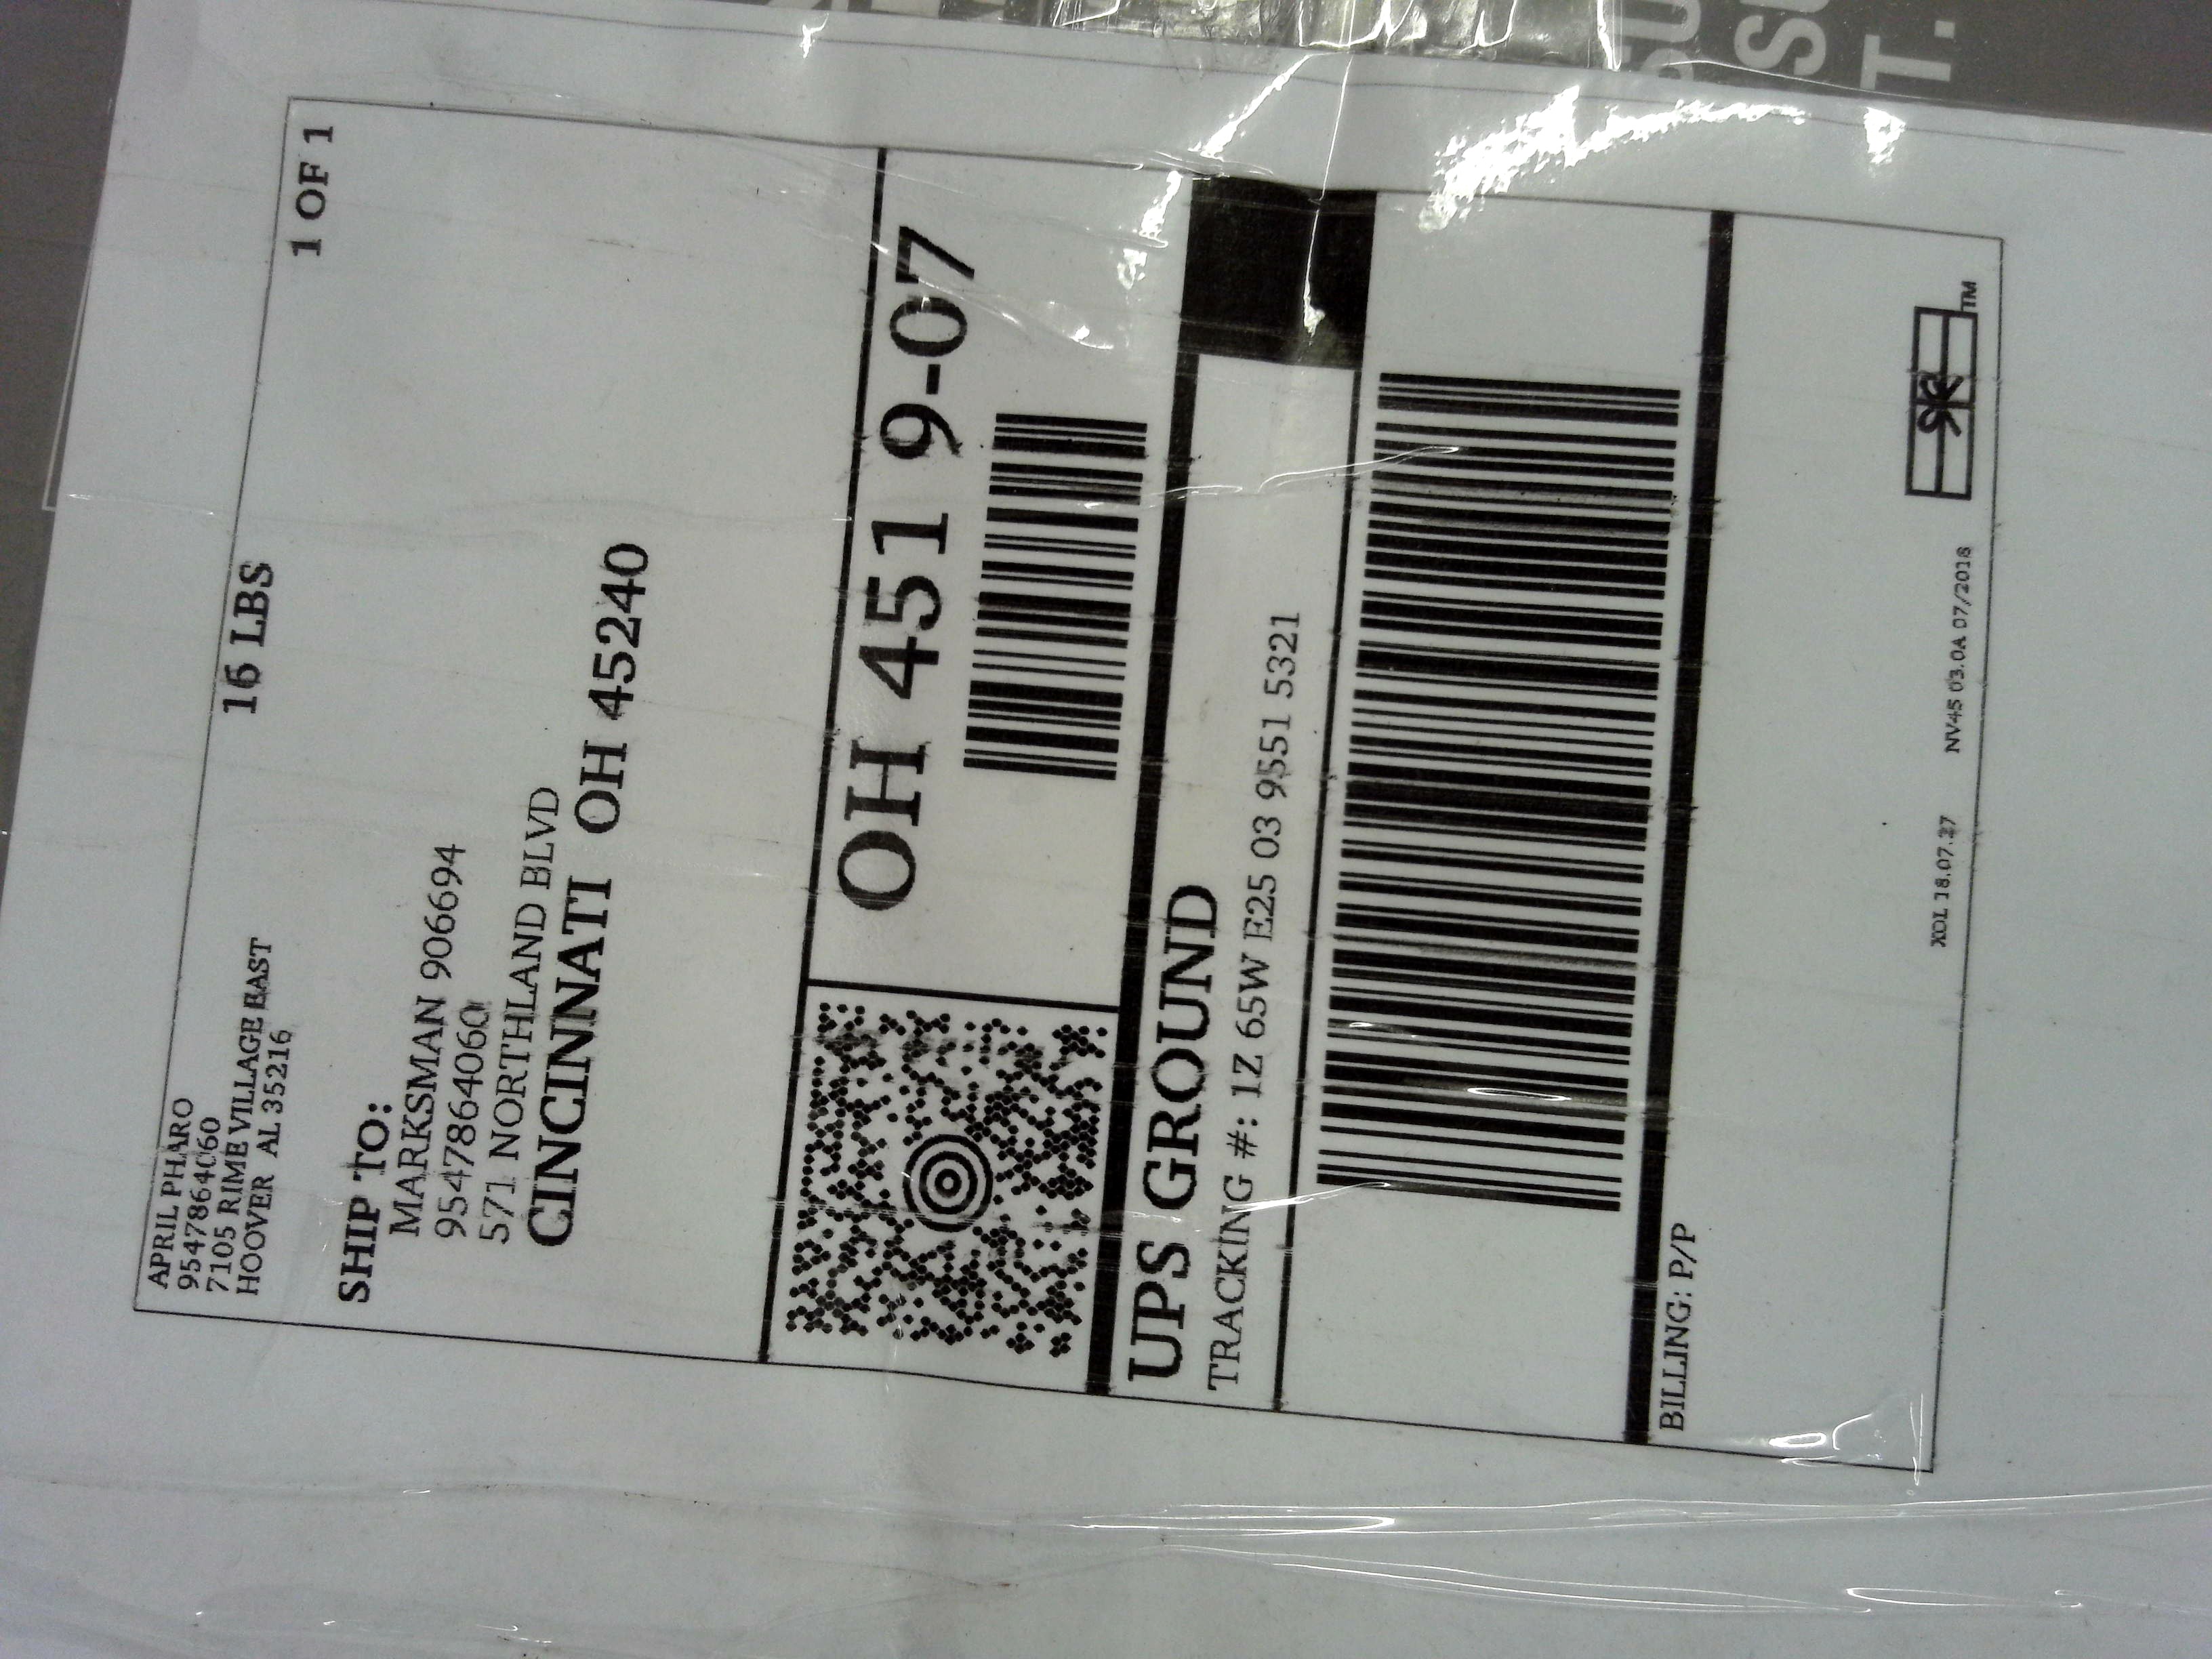 APRIL PHARO
9547864060
7105 RIME VILLAGE EAST
HOOVER AL 35216
16 LBS
1 OF 1
SHIP TO:
MARKSMAN 906694
9547864060
571 NORTHLAND BLVD
CINCINNATI OH 45240
OH 451 9-07
UPS GROUND
TRACKING #: 1Z 65W E25 03 9551 5321
BILLING: P/P
XOL 18.07.27 NV45 03.0A 07/2018
TM